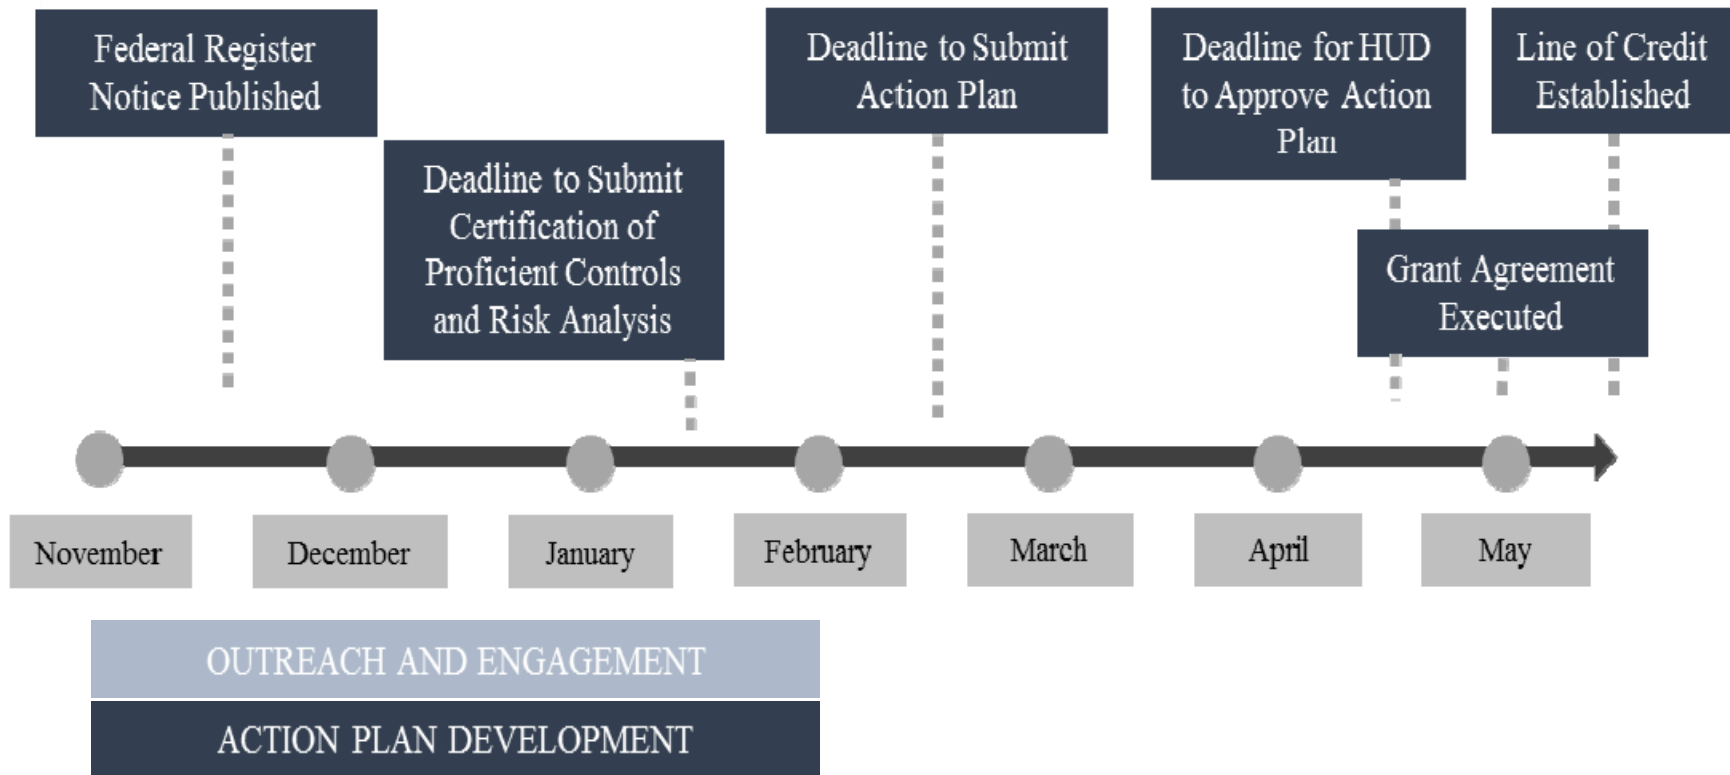 Federal Register
Notice Published
Deadline to Submit
Certification of
Proficient Controls
and Risk Analysis
Deadline to Submit
Action Plan
Deadline for HUD
to Approve Action
Plan
Grant Agreement
Executed
Line of Credit
Established
November
December
January
February
March
April
May
OUTREACH AND ENGAGEMENT
ACTION PLAN DEVELOPMENT